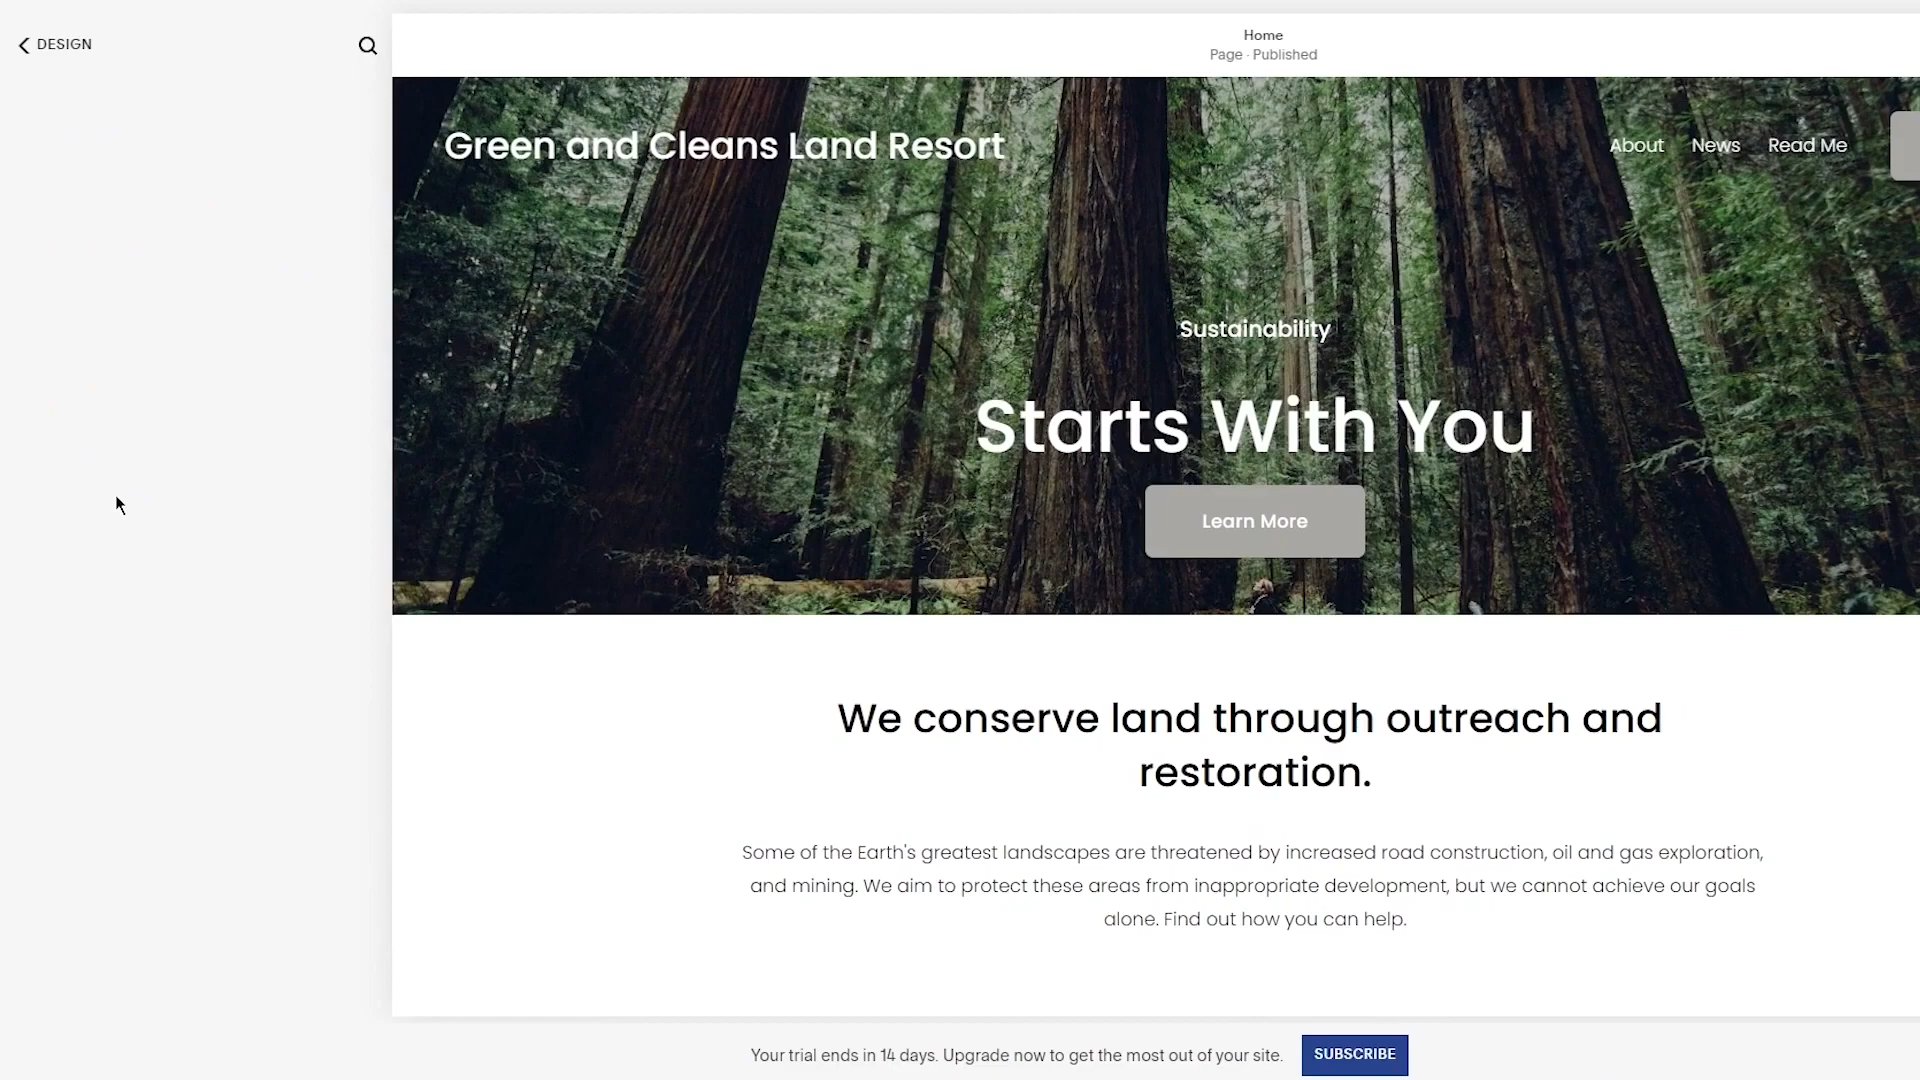 DESIGN
Home
Page · Published
Green and Cleans Land Resort
About News Read Me
Sustainability
Starts With You
Learn More
We conserve land through outreach and
restoration.
Some of the Earth's greatest landscapes are threatened by increased road construction, oil and gas exploration,
and mining. We aim to protect these areas from inappropriate development, but we cannot achieve our goals
alone. Find out how you can help.
Your trial ends in 14 days. Upgrade now to get the most out of your site.
SUBSCRIBE